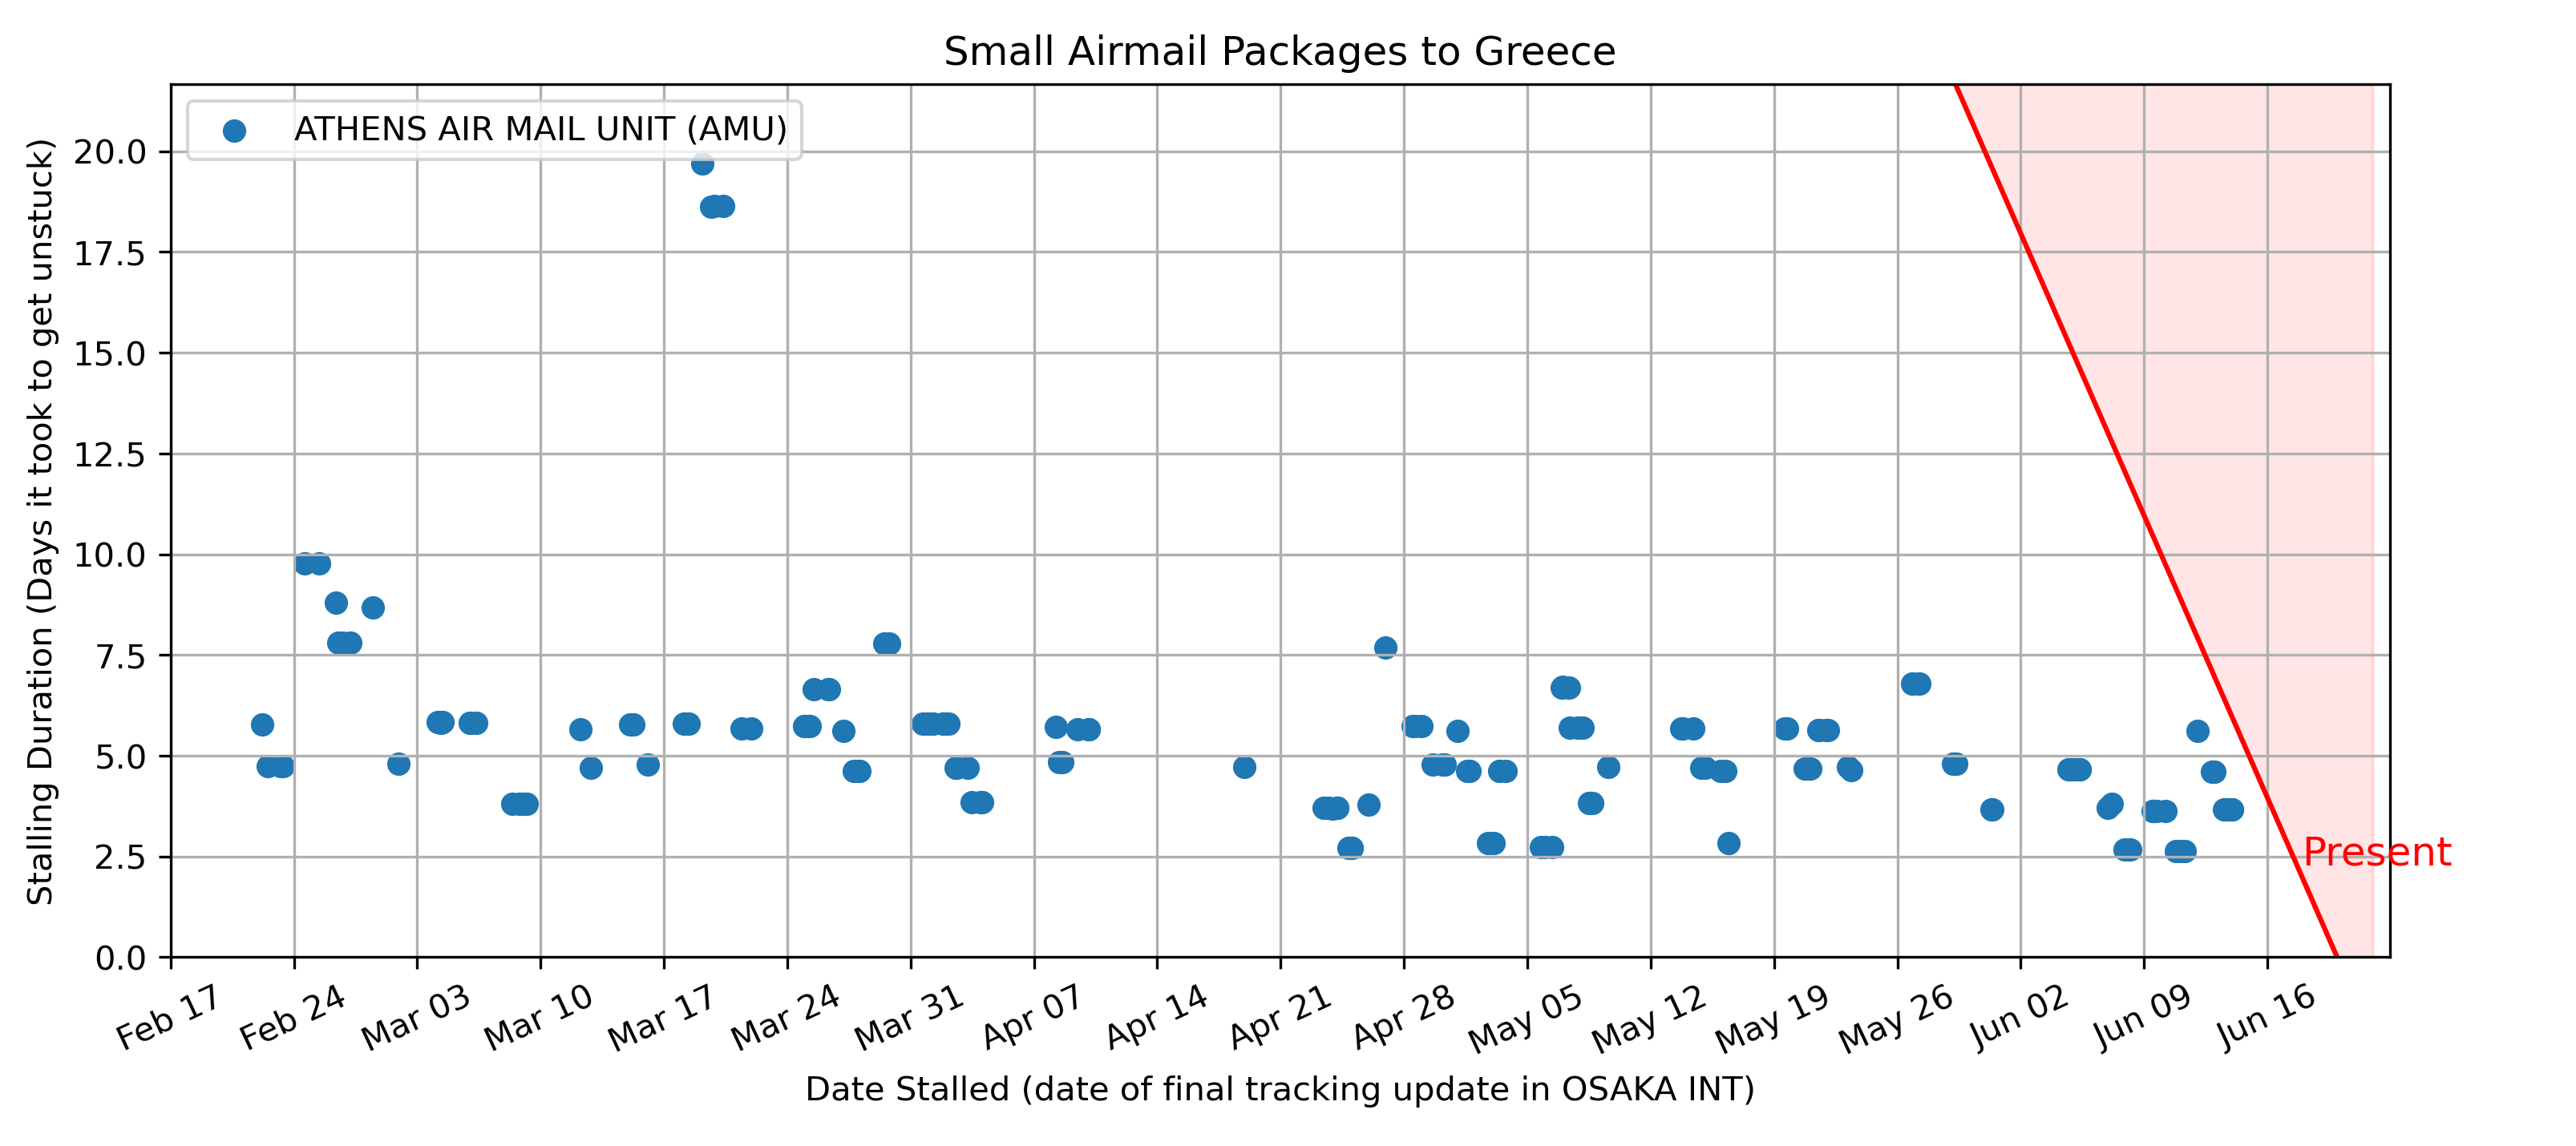 Small Airmail Packages to Greece
ATHENS AIR MAIL UNIT (AMU)
Stalling Duration (Days it took to get unstuck)
20.0
17.5
15.0
12.5
10.0
7.5
5.0
2.5
0.0
Present
Feb 17
Feb 24
Mar 03
Mar 10
Mar 17
Mar 24
Mar 31
Apr 07
Apr 14
Apr 21
Apr 28
May 05
May 12
May 19
May 26
Jun 02
Jun 09
Jun 16
Date Stalled (date of final tracking update in OSAKA INT)